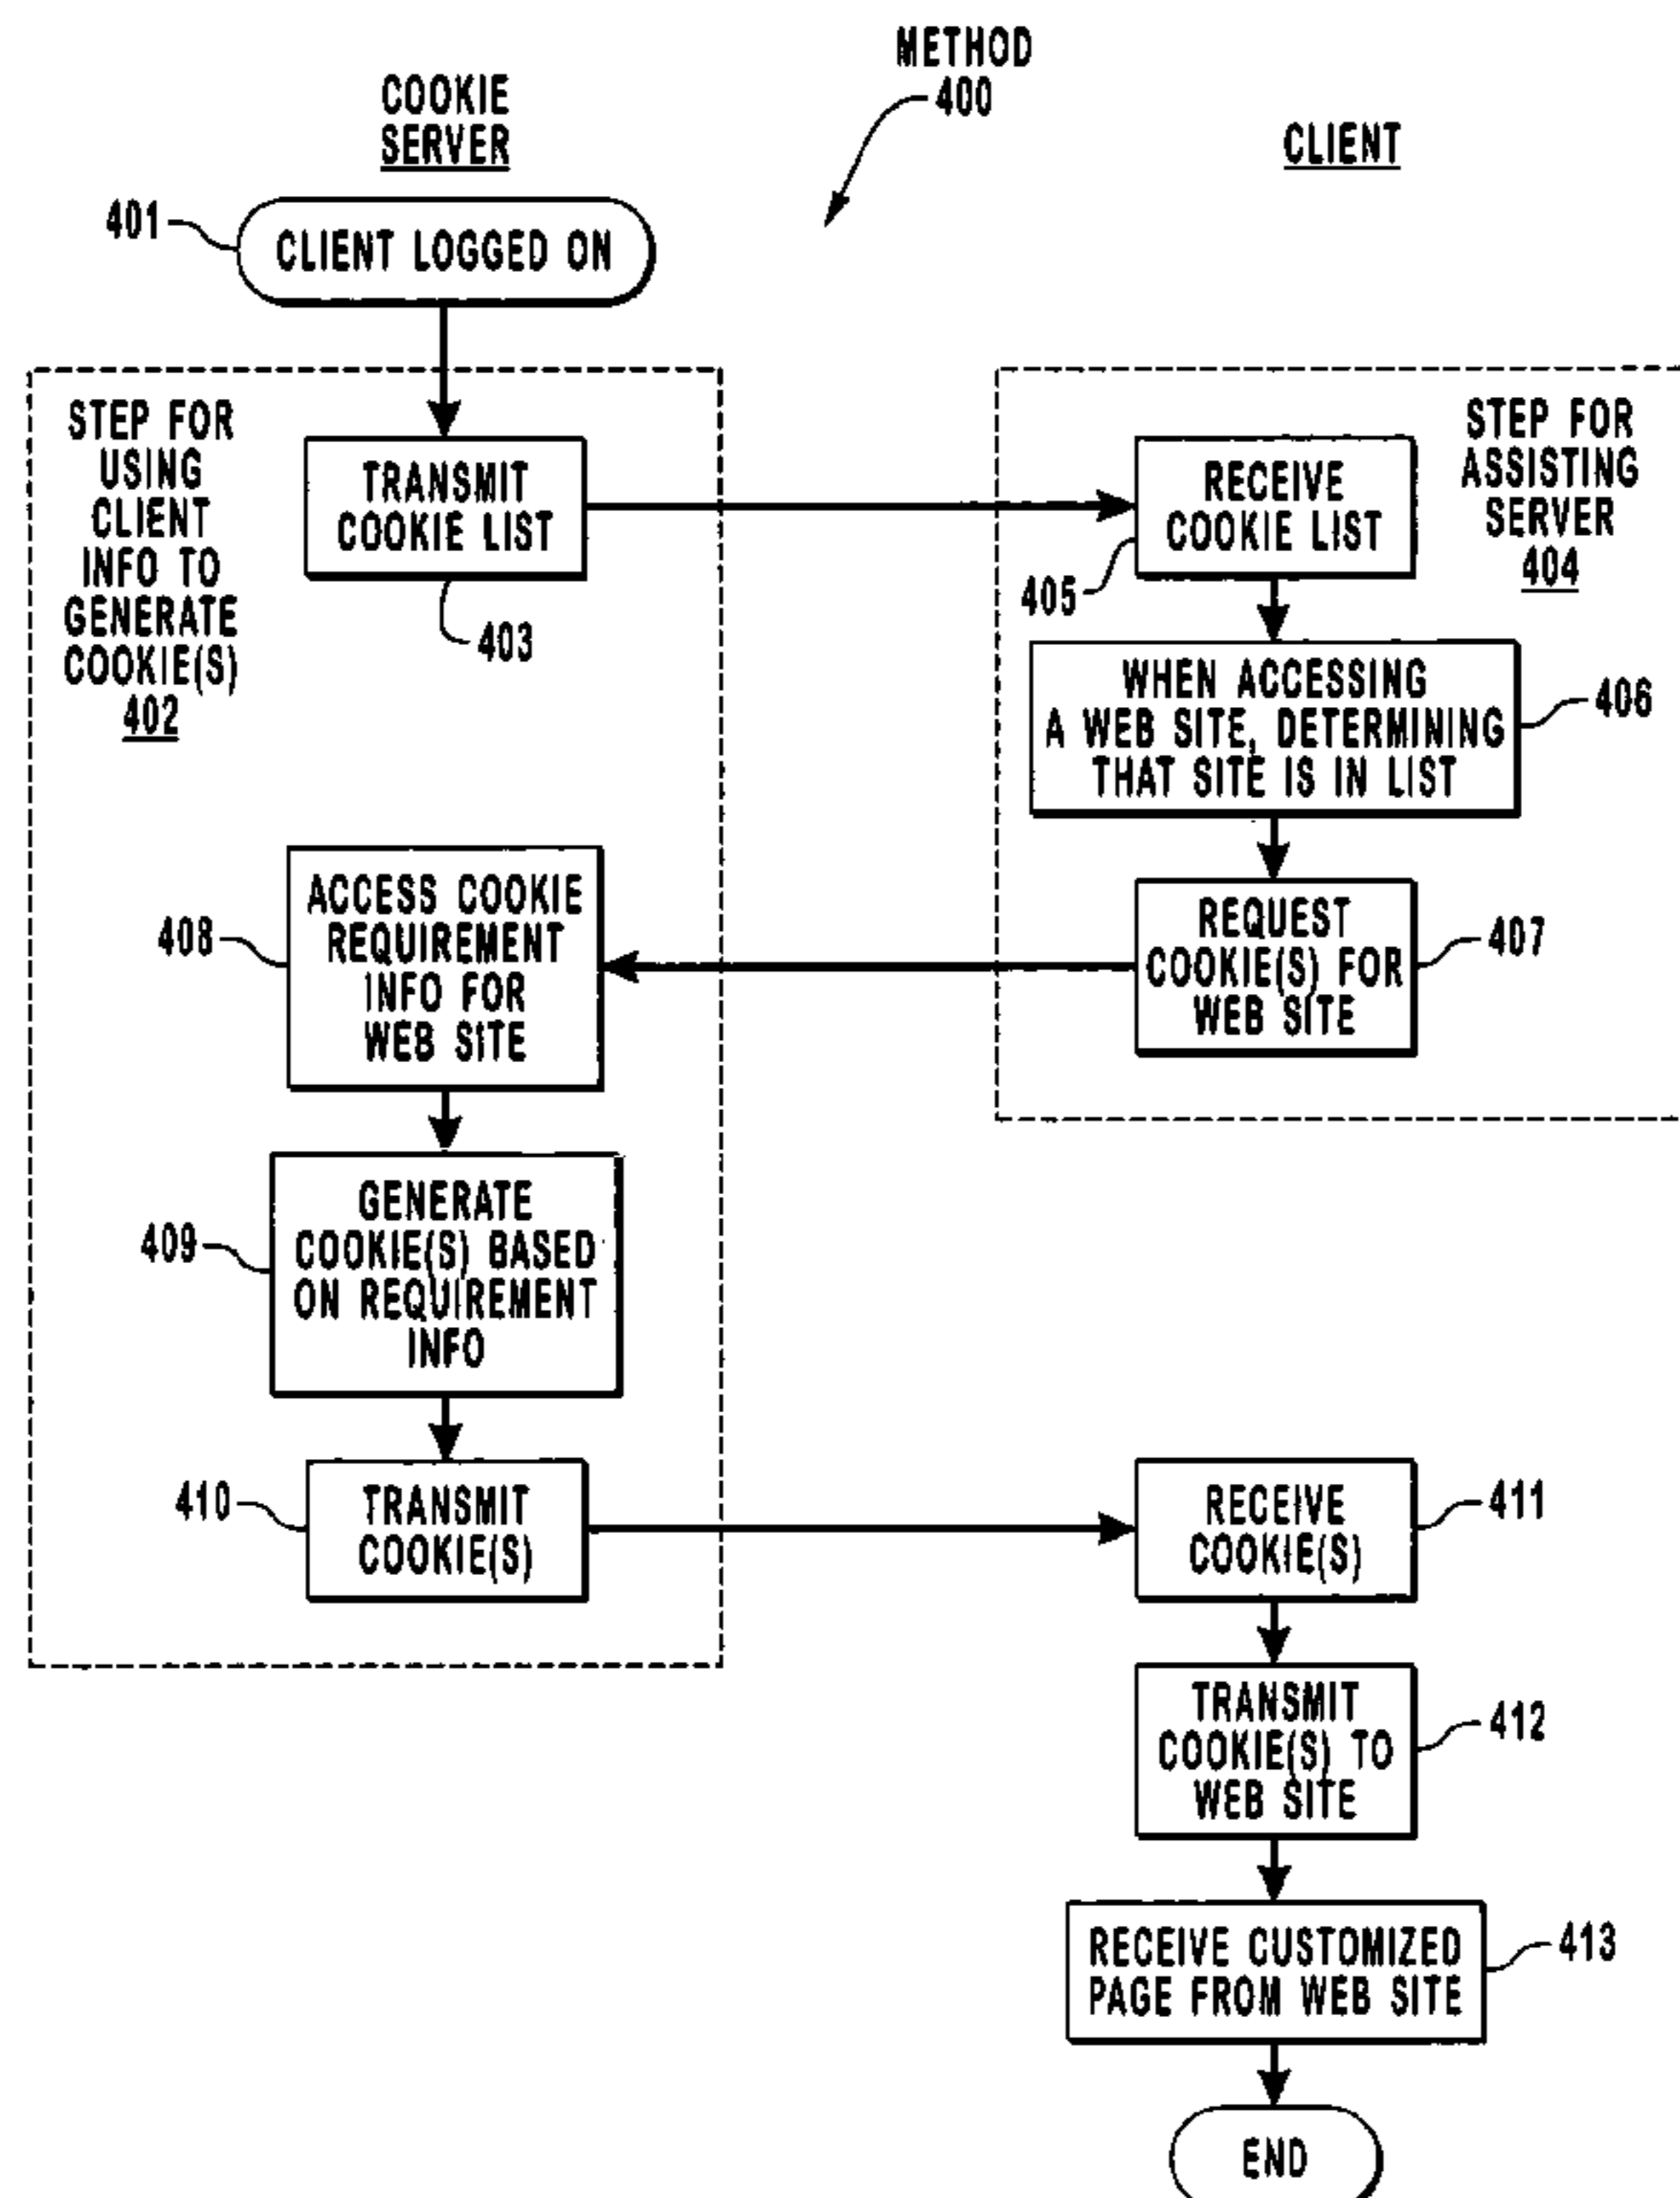 METHOD
400
COOKIE
SERVER
CLIENT
401
CLIENT LOGGED ON
STEP FOR
USING
CLIENT
INFO TO
GENERATE
COOKIE(S)
402
TRANSMIT
COOKIE LIST
403
RECEIVE
COOKIE LIST
405
STEP FOR
ASSISTING
SERVER
404
WHEN ACCESSING
A WEB SITE, DETERMINING
THAT SITE IS IN LIST
406
REQUEST
COOKIE(S) FOR
WEB SITE
407
408
ACCESS COOKIE
REQUIREMENT
INFO FOR
WEB SITE
409
GENERATE
COOKIE(S) BASED
ON REQUIREMENT
INFO
410
TRANSMIT
COOKIE(S)
RECEIVE
COOKIE(S)
411
TRANSMIT
COOKIE(S) TO
WEB SITE
412
RECEIVE CUSTOMIZED
PAGE FROM WEB SITE
413
END